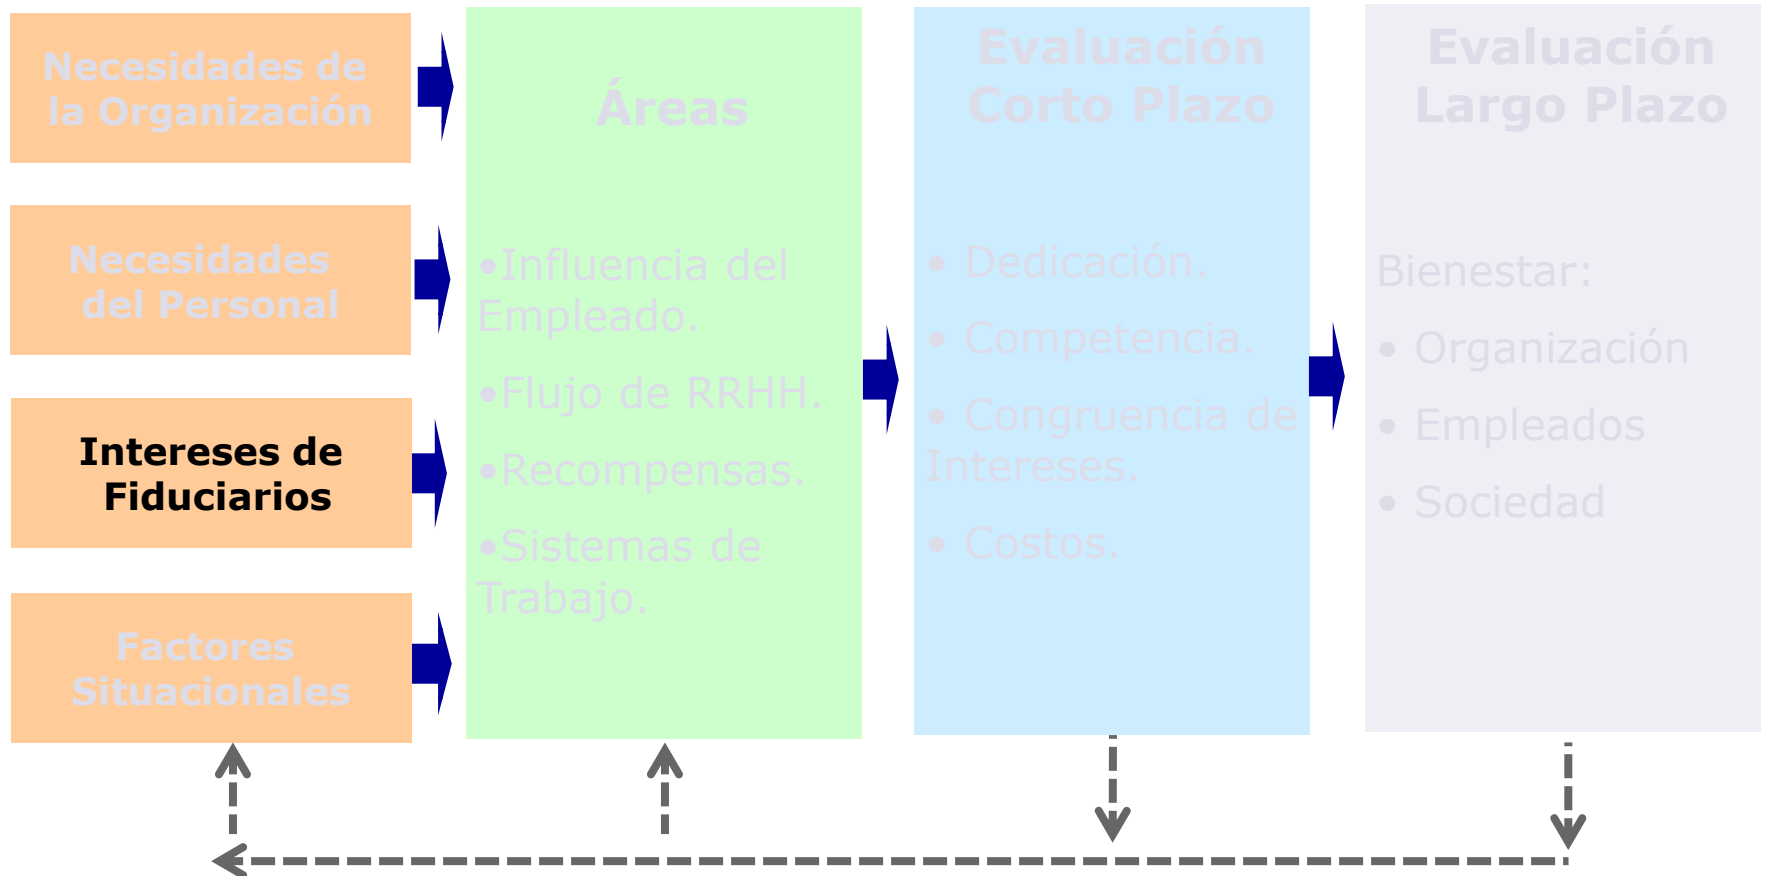 Necesidades de
la Organización
Necesidades
del Personal
Intereses de
Fiduciarios
Factores
Situacionales
Áreas
•Influencia del
Empleado.
•Flujo de RRHH.
•Recompensas.
•Sistemas de
Trabajo.
Evaluación
Corto Plazo
• Dedicación.
• Competencia.
• Congruencia de
Intereses.
• Costos.
Evaluación
Largo Plazo
Bienestar:
• Organización
• Empleados
• Sociedad